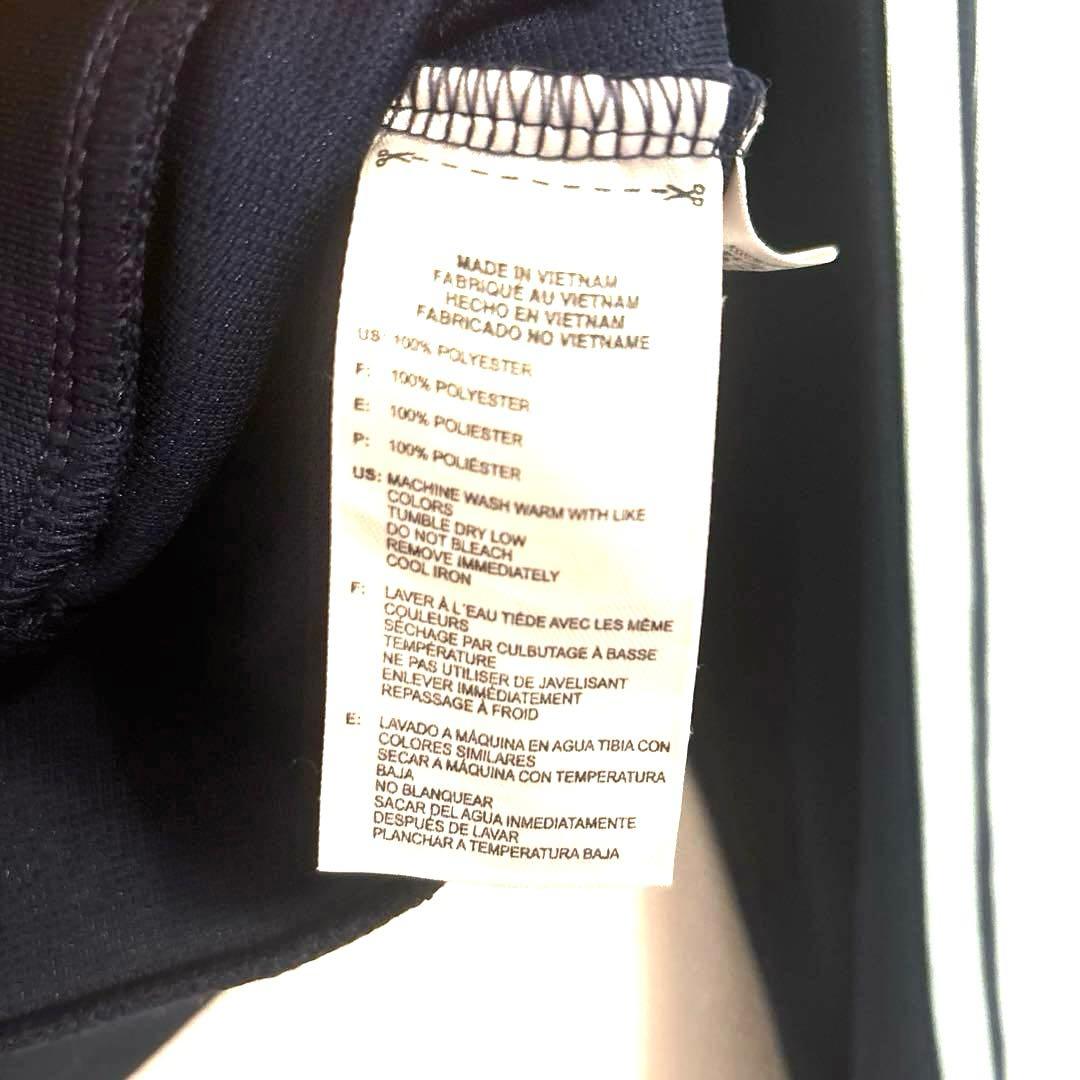 MADE IN VIETNAM
FABRIQUÉ AU VIETNAM
HECHO EN VIETNAM
FABRICADO NO VIETNAME
US: 100% POLYESTER
F: 100% POLYESTER
E: 100% POLIESTER
P: 100% POLIÉSTER
US: MACHINE WASH WARM WITH LIKE
COLORS
TUMBLE DRY LOW
DO NOT BLEACH
REMOVE IMMEDIATELY
COOL IRON
F: LAVER À L'EAU TIÉDE AVEC LES MÊME
COULEURS
SÉCHAGE PAR CULBUTAGE À BASSE
TEMPÉRATURE
NE PAS UTILISER DE JAVELISANT
ENLEVER IMMÉDIATEMENT
REPASSAGE À FROID
E: LAVADO A MÁQUINA EN AGUA TIBIA CON
COLORES SIMILARES
SECAR A MÁQUINA CON TEMPERATURA
BAJA
NO BLANQUEAR
SACAR DEL AGUA INMEDIATAMENTE
DESPUÉS DE LAVAR
PLANCHAR A TEMPERATURA BAJA